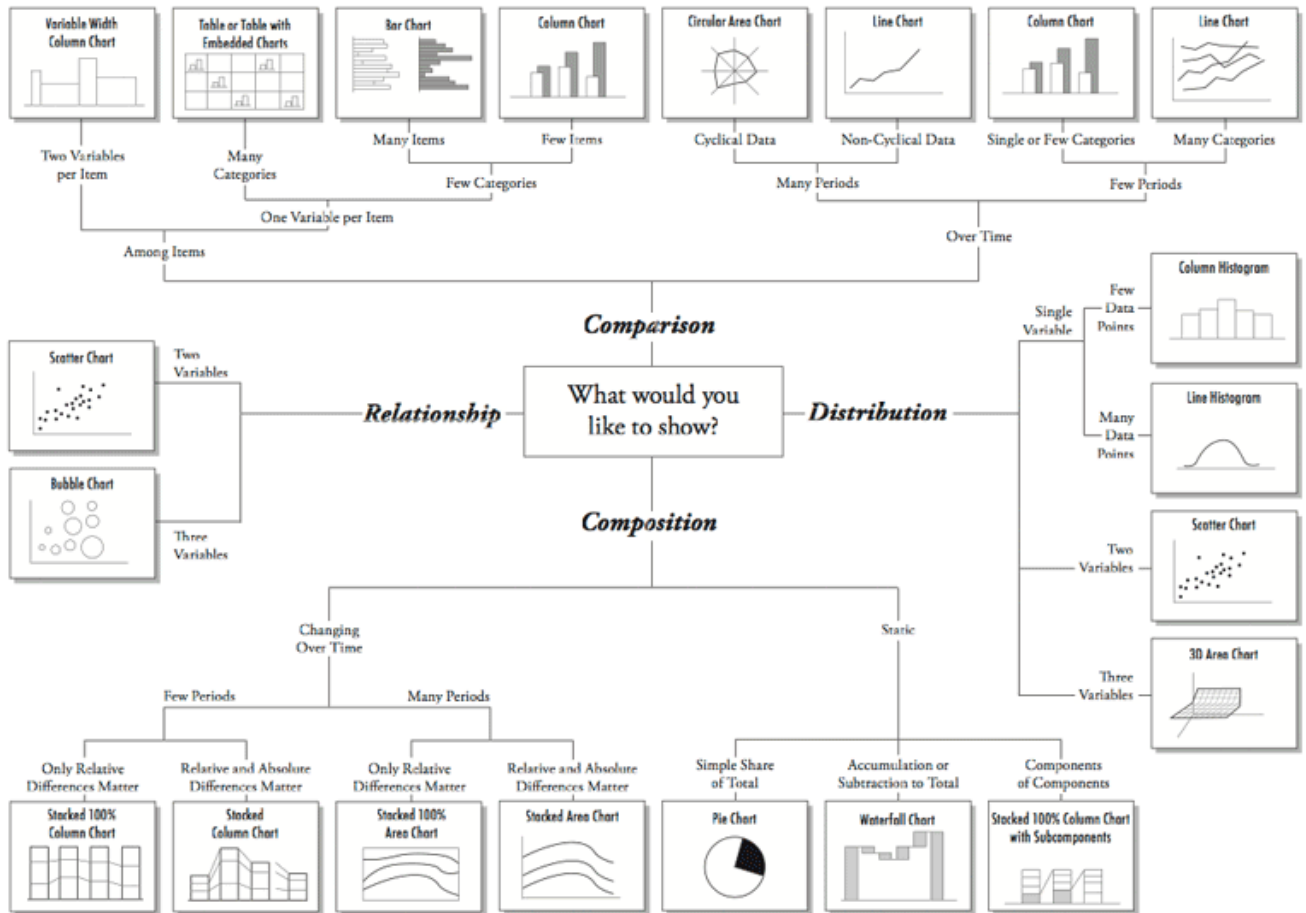 Variable Width
Column Chart
Table or Table with
Embedded Charts
Bar Chart
Column Chart
Circular Area Chart
Line Chart
Column Chart
Line Chart
Two Variables
per Item
Many
Categories
Many Items
Few Items
Cyclical Data
Non-Cyclical Data
Single or Few Categories
Many Categories
Few Categories
Many Periods
Few Periods
One Variable per Item
Among Items
Over Time
Comparison
What would you
like to show?
Relationship
Two
Variables
Scatter Chart
Three
Variables
Bubble Chart
Distribution
Single
Variable
Few
Data
Points
Column Histogram
Many
Data
Points
Line Histogram
Two
Variables
Scatter Chart
Three
Variables
3D Area Chart
Composition
Changing
Over Time
Static
Few Periods
Many Periods
Only Relative
Differences Matter
Relative and Absolute
Differences Matter
Only Relative
Differences Matter
Relative and Absolute
Differences Matter
Simple Share
of Total
Accumulation or
Subtraction to Total
Components
of Components
Stacked 100%
Column Chart
Stacked
Column Chart
Stacked 100%
Area Chart
Stacked Area Chart
Pie Chart
Waterfall Chart
Stacked 100% Column Chart
with Subcomponents